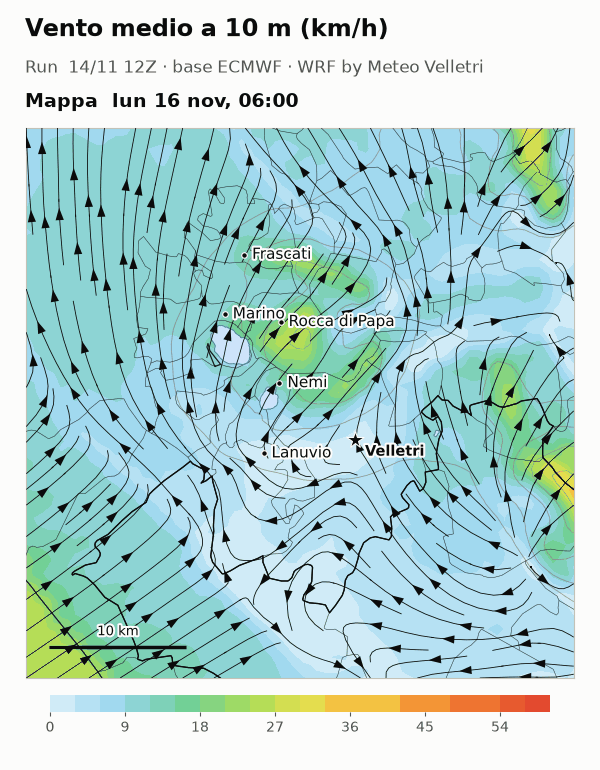 Vento medio a 10 m (km/h)
Run  14/11 12Z · base ECMWF · WRF by Meteo Velletri
Mappa  lun 16 nov, 06:00
Frascati
Marino
Rocca di Papa
Nemi
Lanuvio
Velletri
10 km
0 9 18 27 36 45 54